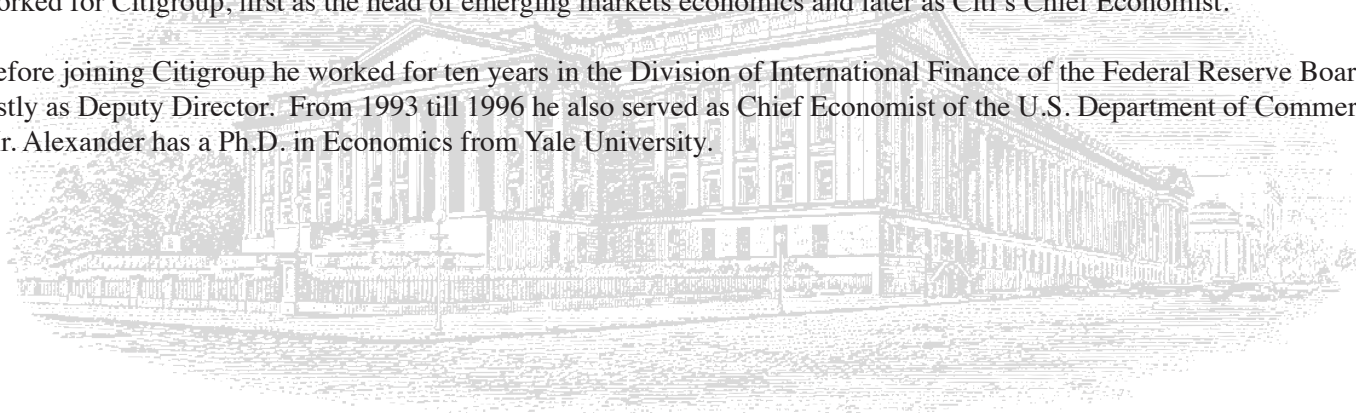 orked for Citigroup, first as the head of emerging markets economics and later as Citi's Chief Economist.
efore joining Citigroup he worked for ten years in the Division of International Finance of the Federal Reserve Boar
stly as Deputy Director. From 1993 till 1996 he also served as Chief Economist of the U.S. Department of Commer
r. Alexander has a Ph.D. in Economics from Yale University.